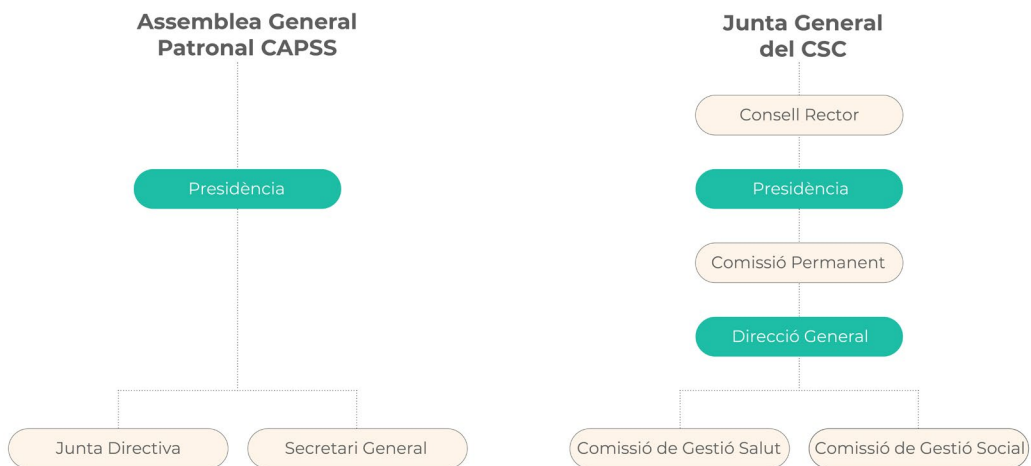 Assemblea General
Patronal CAPSS
Presidència
Junta Directiva
Secretari General
Junta General
del CSC
Consell Rector
Presidència
Comissió Permanent
Direcció General
Comissió de Gestió Salut
Comissió de Gestió Social